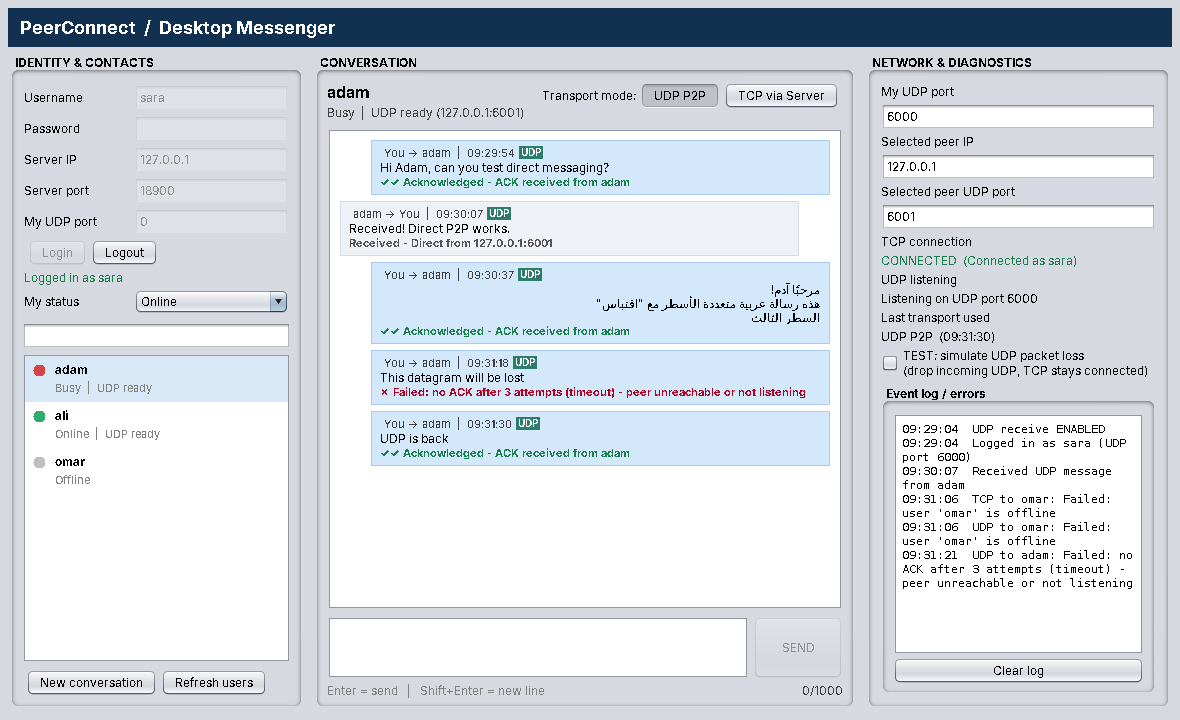 PeerConnect / Desktop Messenger
IDENTITY & CONTACTS
Username
sara
Password
Server IP
127.0.0.1
Server port
18900
My UDP port
0
Login
Logout
Logged in as sara
My status
Online
adam
Busy | UDP ready
ali
Online | UDP ready
omar
Offline
New conversation
Refresh users
CONVERSATION
adam
Transport mode:
UDP P2P
TCP via Server
Busy | UDP ready (127.0.0.1:6001)
You → adam | 09:29:54 UDP
Hi Adam, can you test direct messaging?
✓✓ Acknowledged - ACK received from adam
adam → You | 09:30:07 UDP
Received! Direct P2P works.
Received - Direct from 127.0.0.1:6001
You → adam | 09:30:37 UDP
مرحبًا آدم!
هذه رسالة عربية متعددة الأسطر مع "اقتباس"
السطر الثالث
✓✓ Acknowledged - ACK received from adam
You → adam | 09:31:18 UDP
This datagram will be lost
× Failed: no ACK after 3 attempts (timeout) - peer unreachable or not listening
You → adam | 09:31:30 UDP
UDP is back
✓✓ Acknowledged - ACK received from adam
SEND
Enter = send | Shift+Enter = new line
0/1000
NETWORK & DIAGNOSTICS
My UDP port
6000
Selected peer IP
127.0.0.1
Selected peer UDP port
6001
TCP connection
CONNECTED (Connected as sara)
UDP listening
Listening on UDP port 6000
Last transport used
UDP P2P (09:31:30)
TEST: simulate UDP packet loss
(drop incoming UDP, TCP stays connected)
Event log / errors
09:29:04 UDP receive ENABLED
09:29:04 Logged in as sara (UDP
port 6000)
09:30:07 Received UDP message
from adam
09:31:06 TCP to omar: Failed:
user 'omar' is offline
09:31:06 UDP to omar: Failed:
user 'omar' is offline
09:31:21 UDP to adam: Failed: no
ACK after 3 attempts (timeout) -
peer unreachable or not listening
Clear log